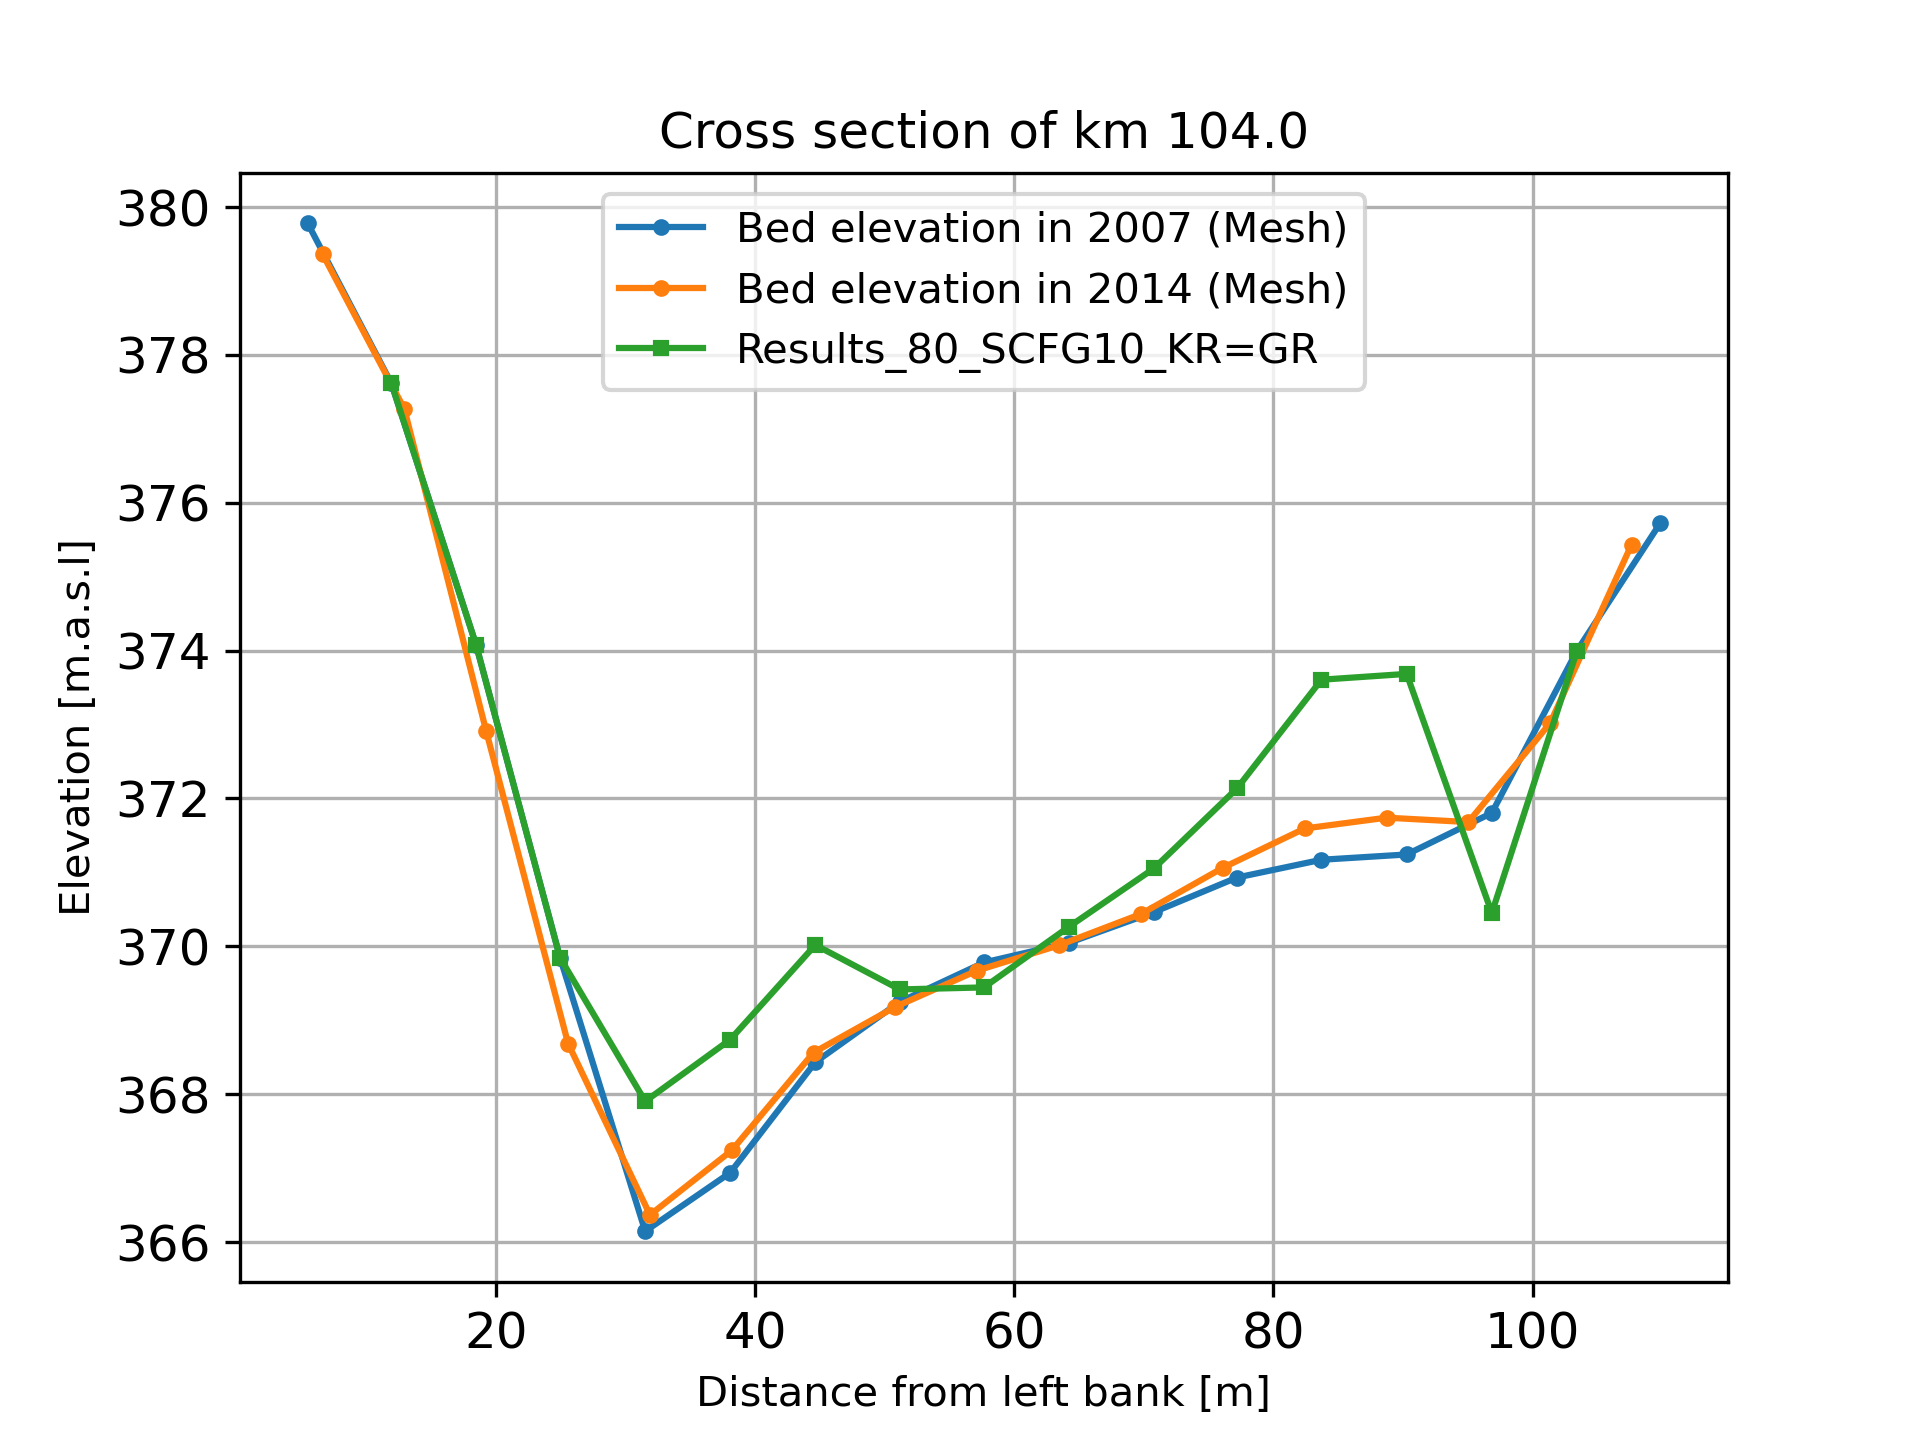 Cross section of km 104.0
Bed elevation in 2007 (Mesh)
Bed elevation in 2014 (Mesh)
Results_80_SCFG10_KR=GR
Elevation [m.a.s.l]
380
378
376
374
372
370
368
366
20 40 60 80 100
Distance from left bank [m]